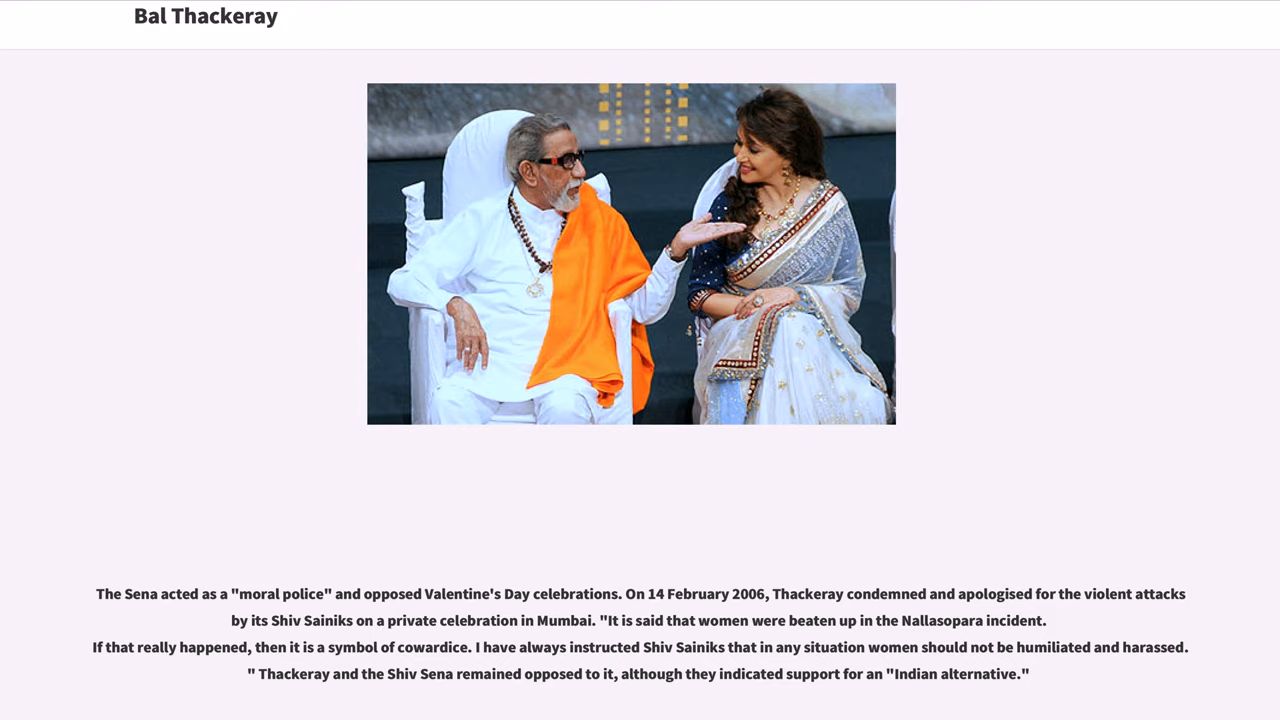 Bal Thackeray
The Sena acted as a "moral police" and opposed Valentine's Day celebrations. On 14 February 2006, Thackeray condemned and apologised for the violent attacks
by its Shiv Sainiks on a private celebration in Mumbai. "It is said that women were beaten up in the Nallasopara incident.
If that really happened, then it is a symbol of cowardice. I have always instructed Shiv Sainiks that in any situation women should not be humiliated and harassed.
" Thackeray and the Shiv Sena remained opposed to it, although they indicated support for an "Indian alternative."